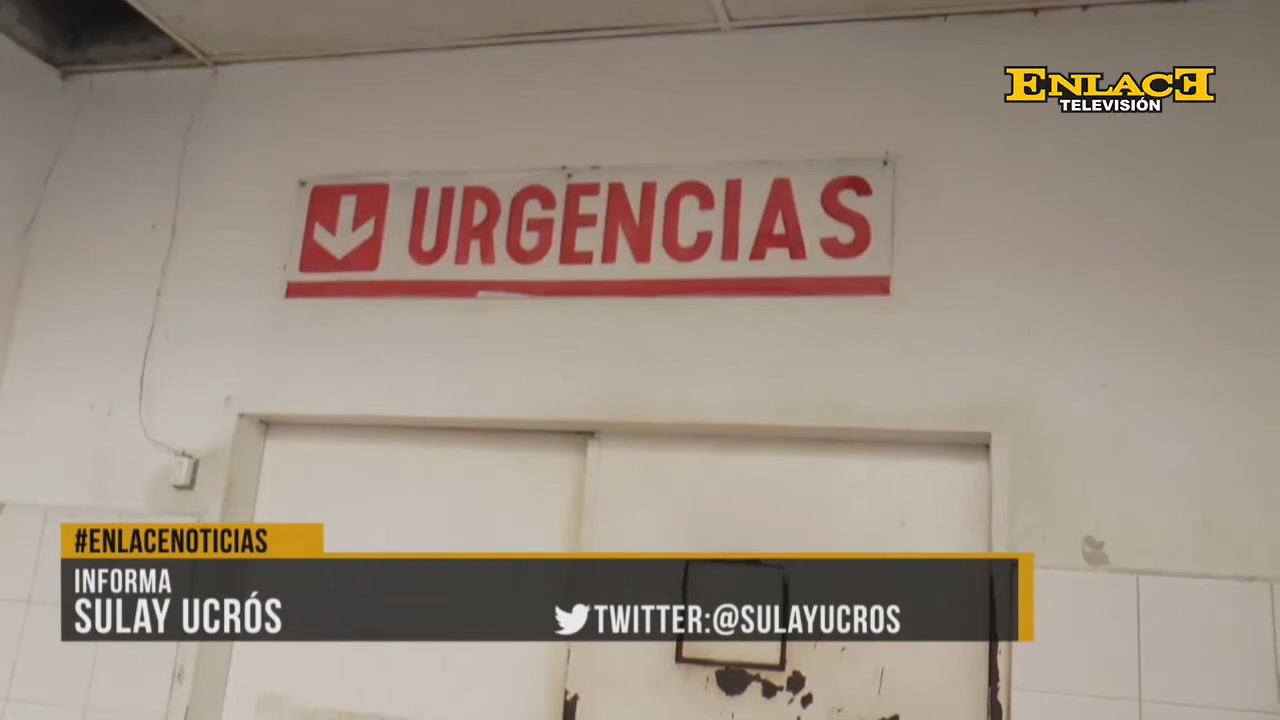 ENLACE
TELEVISIÓN
URGENCIAS
#ENLACENOTICIAS
INFORMA
SULAY UCRÓS
TWITTER:@SULAYUCROS